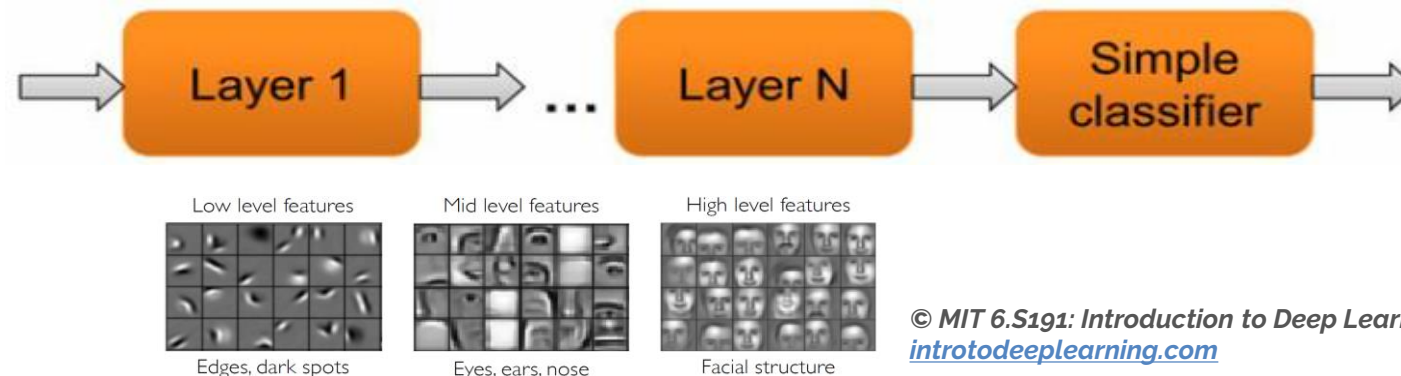 Layer 1
...
Layer N
Simple
classifier
Low level features
Mid level features
High level features
Edges, dark spots
Eyes, ears, nose
Facial structure
© MIT 6.S191: Introduction to Deep Lear
introtodeeplearning.com